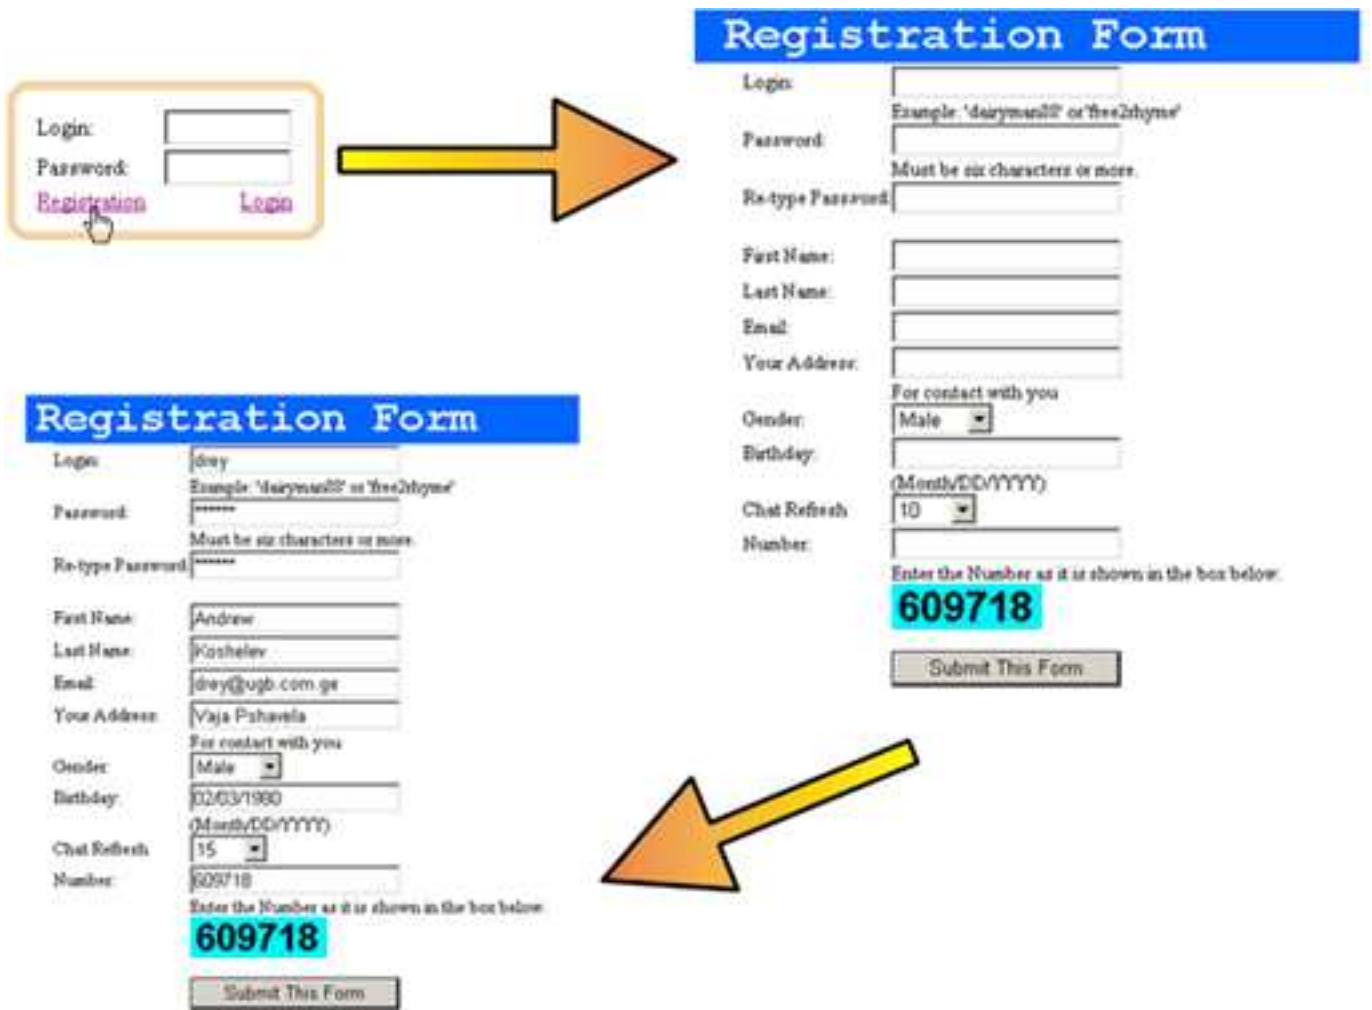 Login:
Password:
Registration Login
Registration Form
Login:
Example: 'dairyman88' or 'free2rhyme'
Password:
Must be six characters or more.
Re-type Password:
First Name:
Last Name:
Email:
Your Address:
For contact with you
Gender: Male
Birthday:
(Month/DD/YYYY)
Chat Refresh 10
Number:
Enter the Number as it is shown in the box below:
609718
Submit This Form
Registration Form
Login: drey
Example: 'dairyman88' or 'free2rhyme'
Password: ******
Must be six characters or more.
Re-type Password: ******
First Name: Andrew
Last Name: Koshelev
Email: drey@ugb.com.ge
Your Address: Vaja Pshavela
For contact with you
Gender: Male
Birthday: 02/03/1980
(Month/DD/YYYY)
Chat Refresh 15
Number: 609718
Enter the Number as it is shown in the box below:
609718
Submit This Form